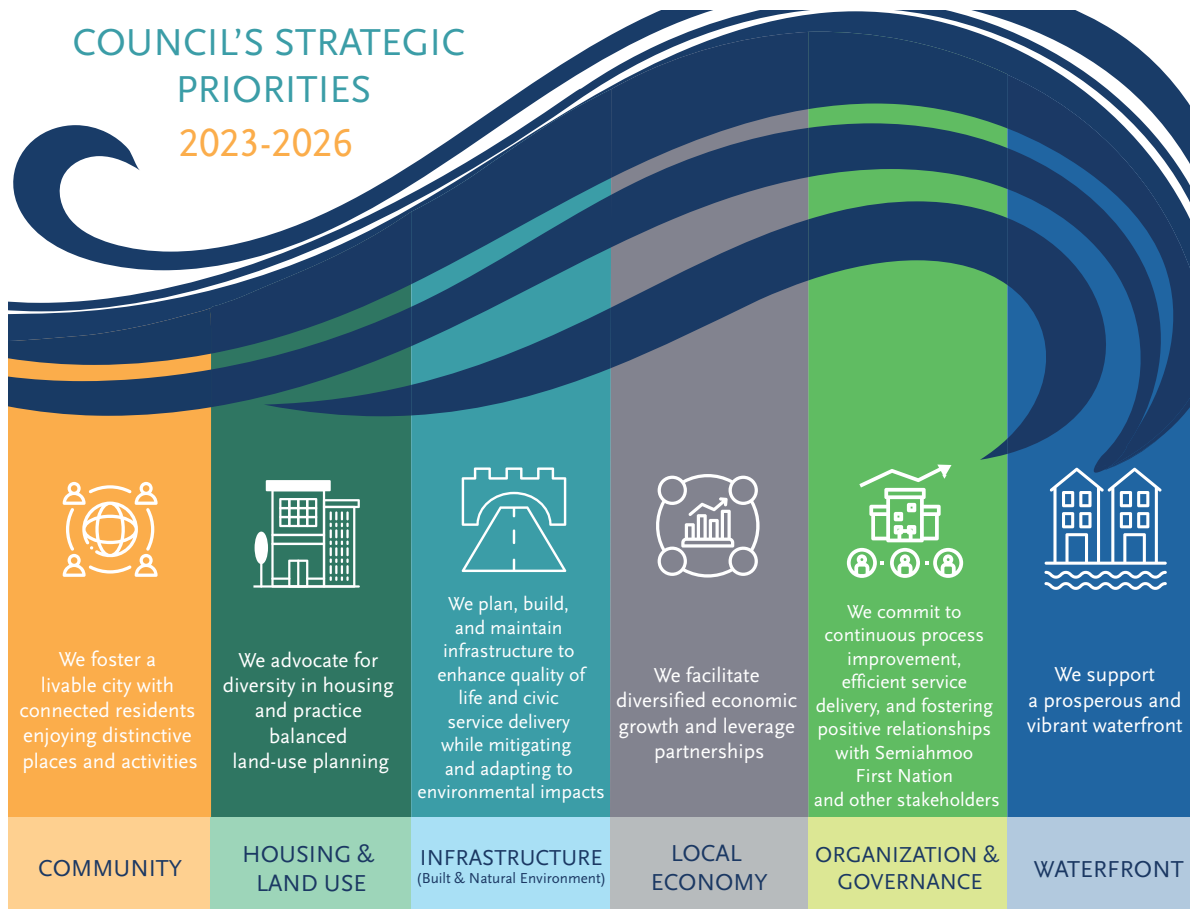 COUNCIL'S STRATEGIC
PRIORITIES
2023-2026
We foster a
livable city with
connected residents
enjoying distinctive
places and activities
COMMUNITY
We advocate for
diversity in housing
and practice
balanced
land-use planning
HOUSING &
LAND USE
We plan, build,
and maintain
infrastructure to
enhance quality of
life and civic
service delivery
while mitigating
and adapting to
environmental impacts
INFRASTRUCTURE
(Built & Natural Environment)
We facilitate
diversified economic
growth and leverage
partnerships
LOCAL
ECONOMY
We commit to
continuous process
improvement,
efficient service
delivery, and fostering
positive relationships
with Semiahmoo
First Nation
and other stakeholders
ORGANIZATION &
GOVERNANCE
We support
a prosperous and
vibrant waterfront
WATERFRONT